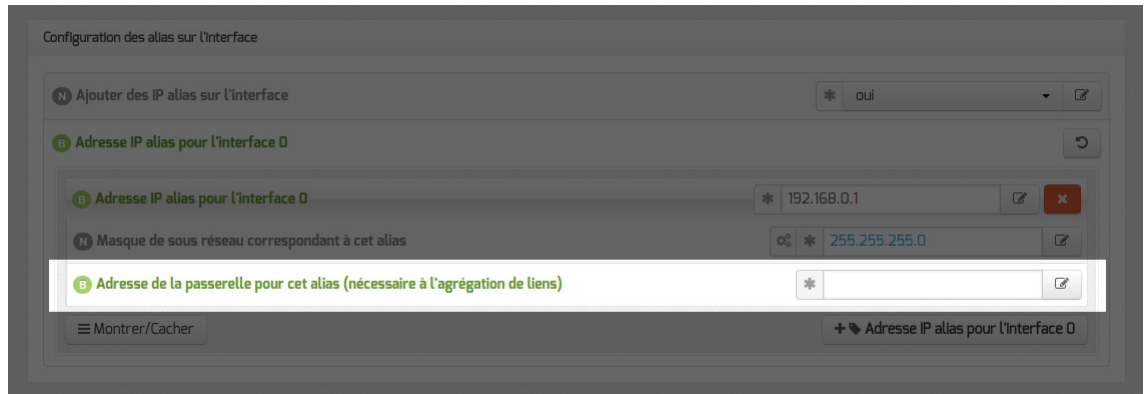 Configuration des alias sur l'interface
N Ajouter des IP alias sur l'interface
oui
B Adresse IP alias pour l'interface 0
B Adresse IP alias pour l'interface 0
192.168.0.1
N Masque de sous réseau correspondant à cet alias
255.255.255.0
B Adresse de la passerelle pour cet alias (nécessaire à l'agrégation de liens)
Montrer/Cacher
+ Adresse IP alias pour l'interface 0